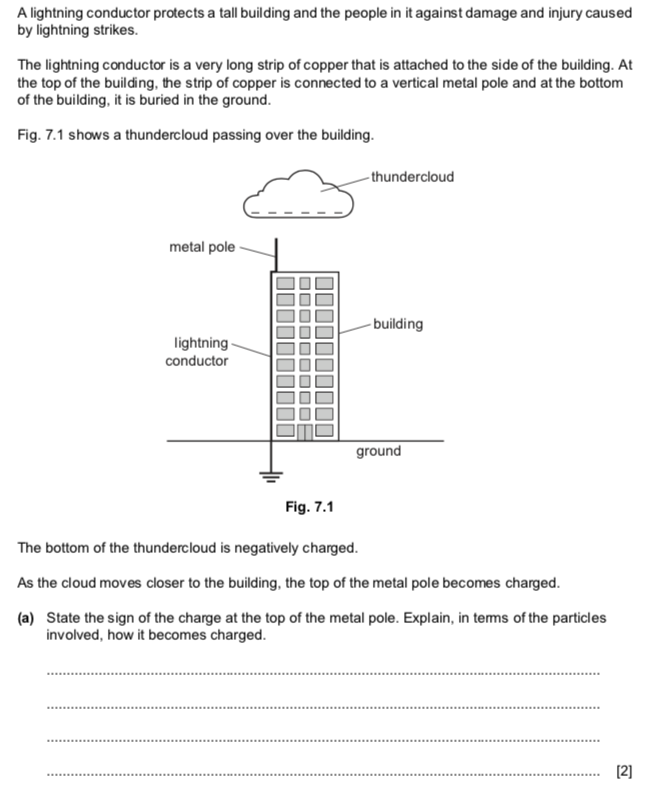 A lightning conductor protects a tall building and the people in it against damage and injury caused
by lightning strikes.
The lightning conductor is a very long strip of copper that is attached to the side of the building. At
the top of the building, the strip of copper is connected to a vertical metal pole and at the bottom
of the building, it is buried in the ground.
Fig. 7.1 shows a thundercloud passing over the building.
thundercloud
metal pole
building
lightning
conductor
ground
Fig. 7.1
The bottom of the thundercloud is negatively charged.
As the cloud moves closer to the building, the top of the metal pole becomes charged.
(a) State the sign of the charge at the top of the metal pole. Explain, in terms of the particles
involved, how it becomes charged.
[2]